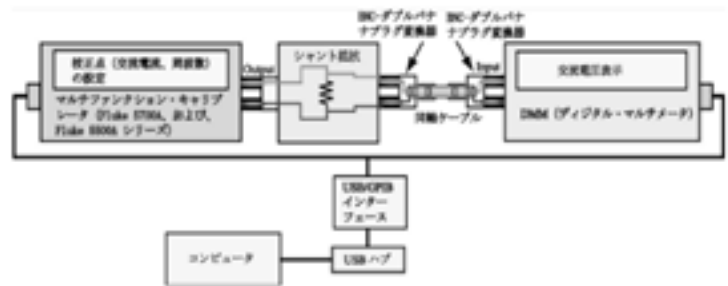 BNC-ダブルバナ
ナプラグ変換器
BNC-ダブルバナ
ナプラグ変換器
校正点（交流電流、周波数）
の設定
Output
シャント抵抗
Input
交流電圧表示
マルチファンクション・キャリブ
レータ (Fluke 5700A、および、
Fluke 5500A シリーズ)
同軸ケーブル
DMM (ディジタル・マルチメータ)
USB/GPIB
インター
フェース
コンピュータ
USB ハブ